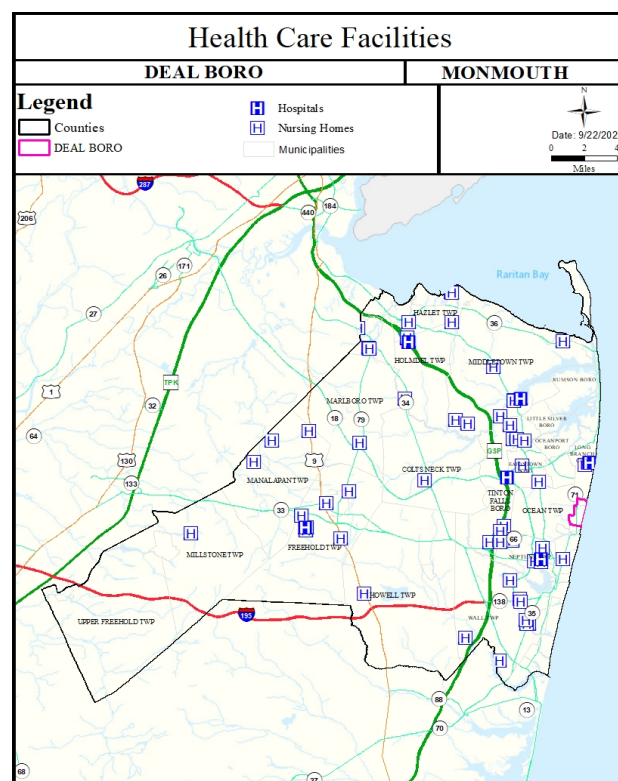 Health Care Facilities
DEAL BORO
MONMOUTH
Legend
Counties
DEAL BORO
H Hospitals
H Nursing Homes
Municipalities
N
Date: 9/22/202
0 2 4
Miles
287
206
440
184
171
26
27
Raritan Bay
HAZLET TWP
36
HOLMDEL TWP
MIDDLETOWN TWP
RUMSON BORO
1
TPK
32
MARLBORO TWP
34
18
79
LITTLE SILVER
BORO
OCEANPORT
BORO
LONG
BRANCH
64
130
9
GSP
133
MANALAPAN TWP
COLTS NECK TWP
TINTON
FALLS
BORO
71
OCEAN TWP
33
MILLSTONE TWP
FREEHOLD TWP
66
HOWELL TWP
138
35
195
UPPER FREEHOLD TWP
WALL TWP
88
13
70
68
37